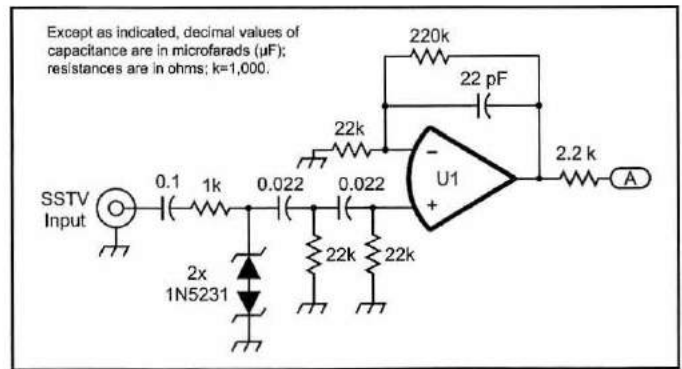 Except as indicated, decimal values of
capacitance are in microfarads (µF);
resistances are in ohms; k=1,000.
220k
22 pF
22k
−
U1
+
2.2 k
A
SSTV
Input
0.1
1k
0.022
0.022
22k
22k
2x
1N5231